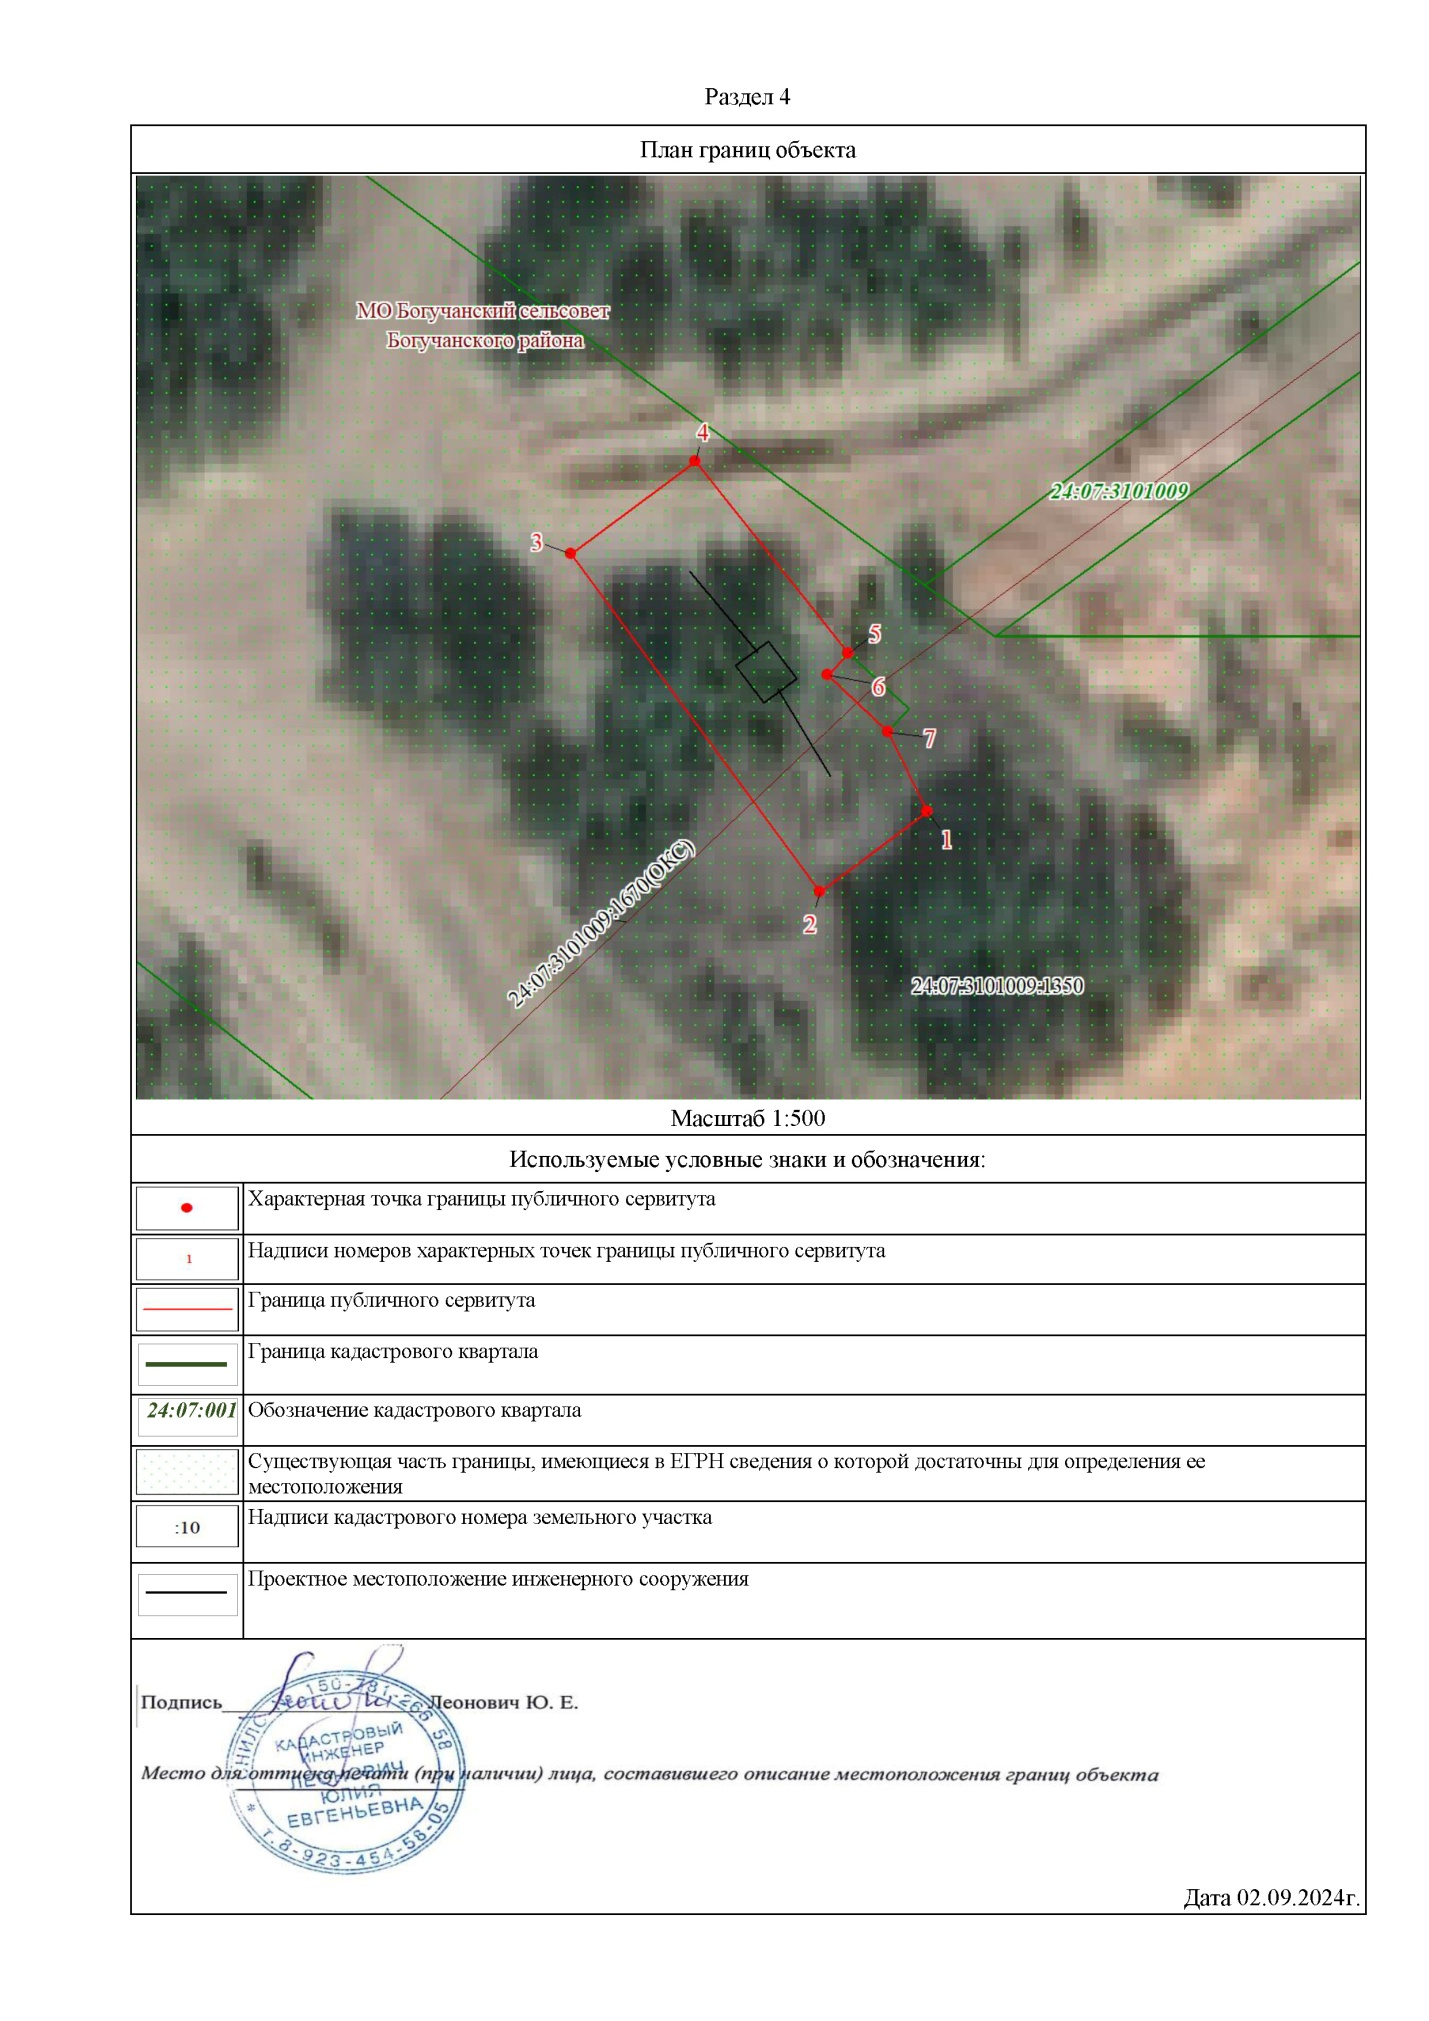 Раздел 4
План границ объекта
МО Богучанский сельсовет
Богучанского района
4
24:07:3101009
3
5
6
7
1
2
24:07:3101009:1670(ОКС)
24:07:3101009:1350
Масштаб 1:500
Используемые условные знаки и обозначения:
Характерная точка границы публичного сервитута
1 Надписи номеров характерных точек границы публичного сервитута
Граница публичного сервитута
Граница кадастрового квартала
24:07:001 Обозначение кадастрового квартала
Существующая часть границы, имеющиеся в ЕГРН сведения о которой достаточны для определения ее
местоположения
:10 Надписи кадастрового номера земельного участка
Проектное местоположение инженерного сооружения
Подпись Леонович Ю. Е.
Место для оттиска печати (при наличии) лица, составившего описание местоположения границ объекта
КАДАСТРОВЫЙ
ИНЖЕНЕР
ЛЕОНОВИЧ
ЮЛИЯ
ЕВГЕНЬЕВНА
т.8-923-454-58-05
Дата 02.09.2024г.